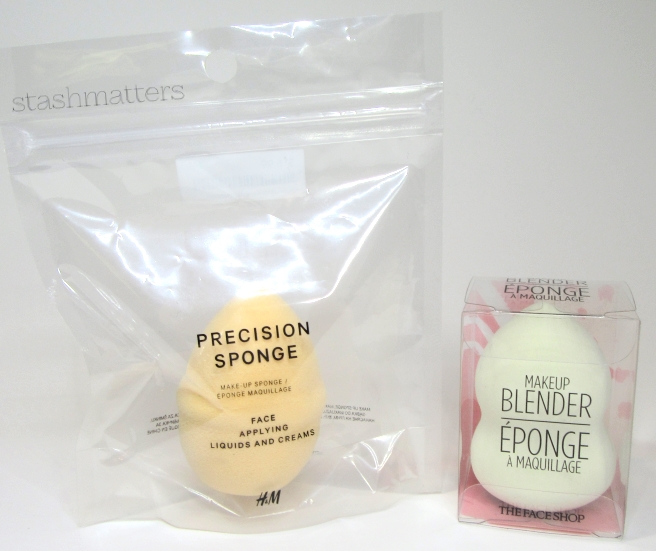 stashmatters
PRECISION
SPONGE
MAKE-UP SPONGE /
ÉPONGE MAQUILLAGE
FACE
APPLYING
LIQUIDS AND CREAMS
H&M
BLENDER
ÉPONGE
À MAQUILLAGE
MAKEUP
BLENDER
ÉPONGE
À MAQUILLAGE
THE FACE SHOP